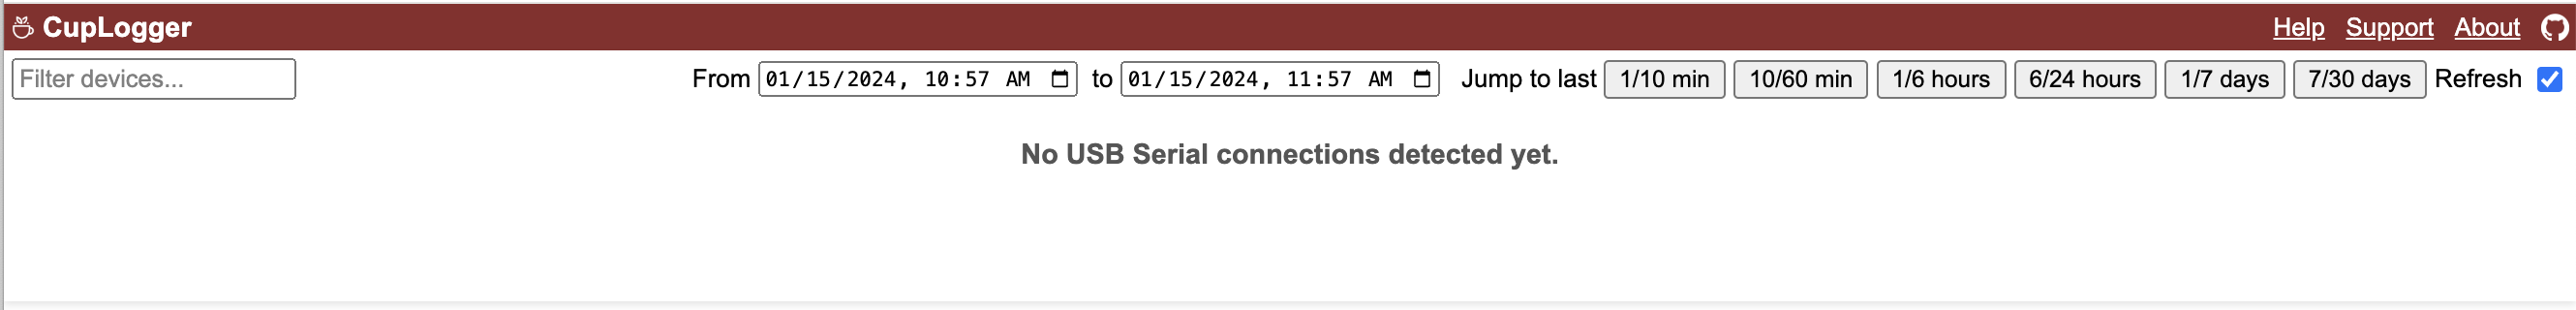 CupLogger Help Support About
Filter devices... From 01/15/2024, 10:57 AM to 01/15/2024, 11:57 AM Jump to last 1/10 min 10/60 min 1/6 hours 6/24 hours 1/7 days 7/30 days Refresh
No USB Serial connections detected yet.